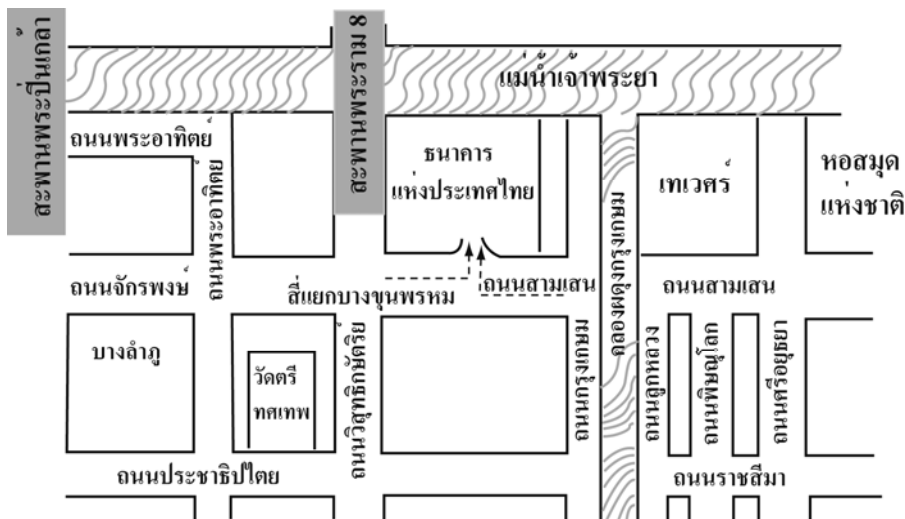 สะพานพระปิ่นเกล้า
สะพานพระราม 8
แม่น้ำเจ้าพระยา
ถนนพระอาทิตย์
ถนนพระอาทิตย์
ธนาคาร
แห่งประเทศไทย
คลองผดุงกรุงเกษม
เทเวศร์
หอสมุด
แห่งชาติ
ถนนจักรพงษ์
สี่แยกบางขุนพรหม
ถนนสามเสน
ถนนสามเสน
บางลำภู
วัดตรี
ทศเทพ
ถนนวิสุทธิกษัตริย์
ถนนกรุงเกษม
ถนนลูกหลวง
ถนนพิษณุโลก
ถนนศรีอยุธยา
ถนนประชาธิปไตย
ถนนราชสีมา